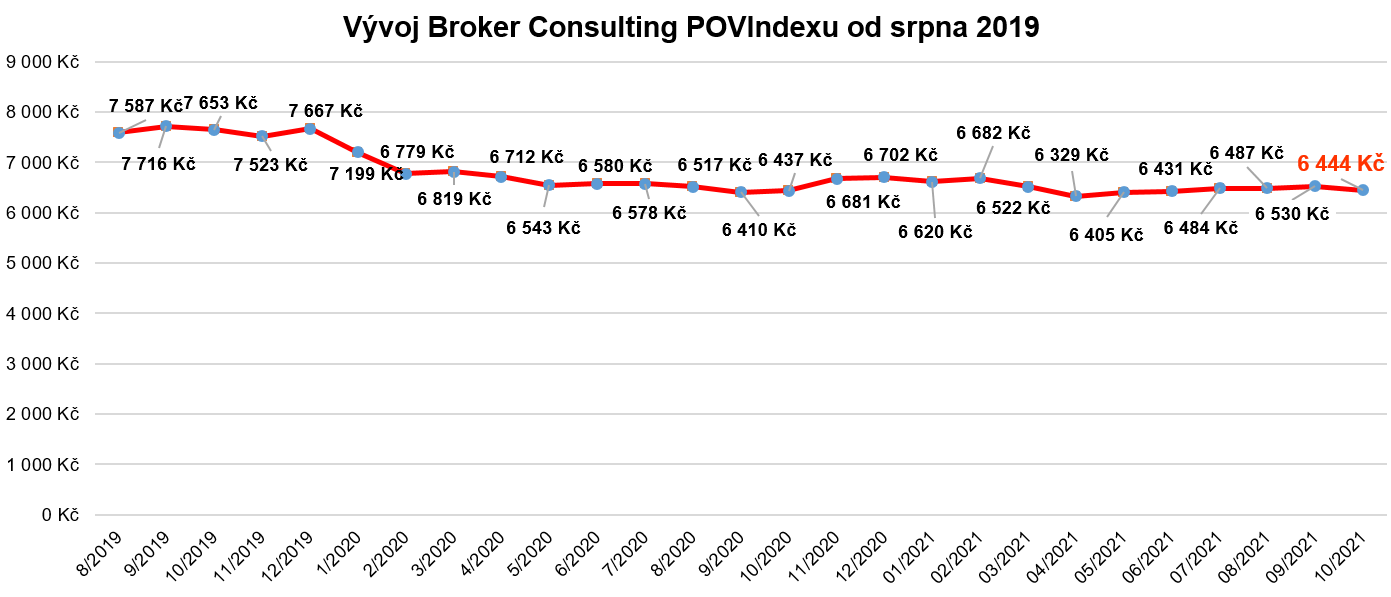 Vývoj Broker Consulting POVIndexu od srpna 2019
9 000 Kč
8 000 Kč
7 000 Kč
6 000 Kč
5 000 Kč
4 000 Kč
3 000 Kč
2 000 Kč
1 000 Kč
0 Kč
7 587 Kč
7 716 Kč
7 653 Kč
7 523 Kč
7 667 Kč
7 199 Kč
6 779 Kč
6 819 Kč
6 712 Kč
6 543 Kč
6 580 Kč
6 578 Kč
6 517 Kč
6 410 Kč
6 437 Kč
6 681 Kč
6 702 Kč
6 620 Kč
6 682 Kč
6 522 Kč
6 329 Kč
6 405 Kč
6 431 Kč
6 484 Kč
6 487 Kč
6 530 Kč
6 444 Kč
8/2019
9/2019
10/2019
11/2019
12/2019
1/2020
2/2020
3/2020
4/2020
5/2020
6/2020
7/2020
8/2020
9/2020
10/2020
11/2020
12/2020
01/2021
02/2021
03/2021
04/2021
05/2021
06/2021
07/2021
08/2021
09/2021
10/2021